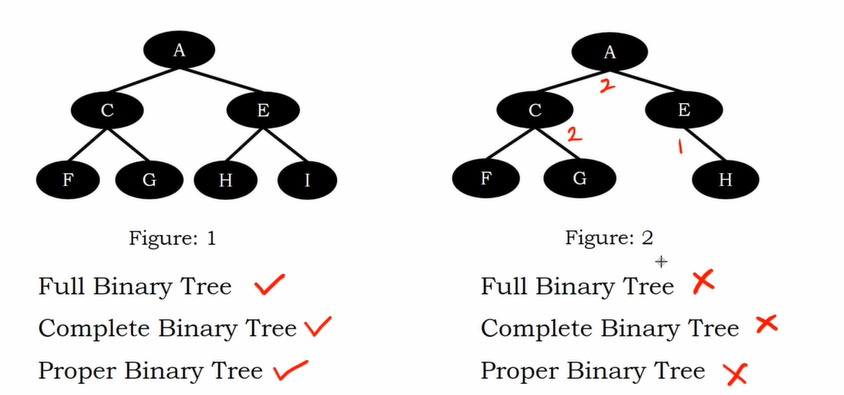 A
C E
F G H I
Figure: 1
Full Binary Tree ✓
Complete Binary Tree ✓
Proper Binary Tree ✓
A
2
C E
2 1
F G H
Figure: 2
Full Binary Tree ✗
Complete Binary Tree ✗
Proper Binary Tree ✗